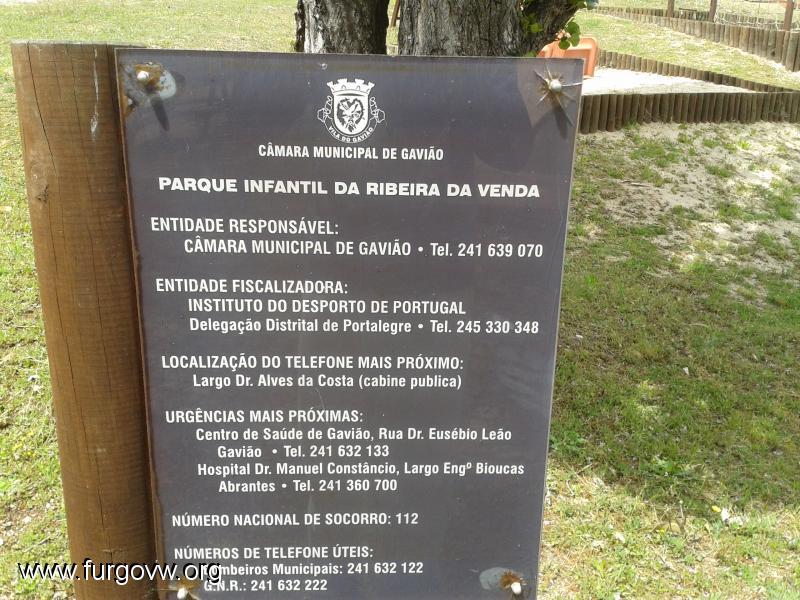 VILA DO GAVIÃO
CÂMARA MUNICIPAL DE GAVIÃO
PARQUE INFANTIL DA RIBEIRA DA VENDA
ENTIDADE RESPONSÁVEL:
CÂMARA MUNICIPAL DE GAVIÃO • Tel. 241 639 070
ENTIDADE FISCALIZADORA:
INSTITUTO DO DESPORTO DE PORTUGAL
Delegação Distrital de Portalegre • Tel. 245 330 348
LOCALIZAÇÃO DO TELEFONE MAIS PRÓXIMO:
Largo Dr. Alves da Costa (cabine publica)
URGÊNCIAS MAIS PRÓXIMAS:
Centro de Saúde de Gavião, Rua Dr. Eusébio Leão
Gavião • Tel. 241 632 133
Hospital Dr. Manuel Constâncio, Largo Engº Bioucas
Abrantes • Tel. 241 360 700
NÚMERO NACIONAL DE SOCORRO: 112
NÚMEROS DE TELEFONE ÚTEIS:
Municipais: 241 632 122
G.N.R.: 241 632 222
www.furgovw.org